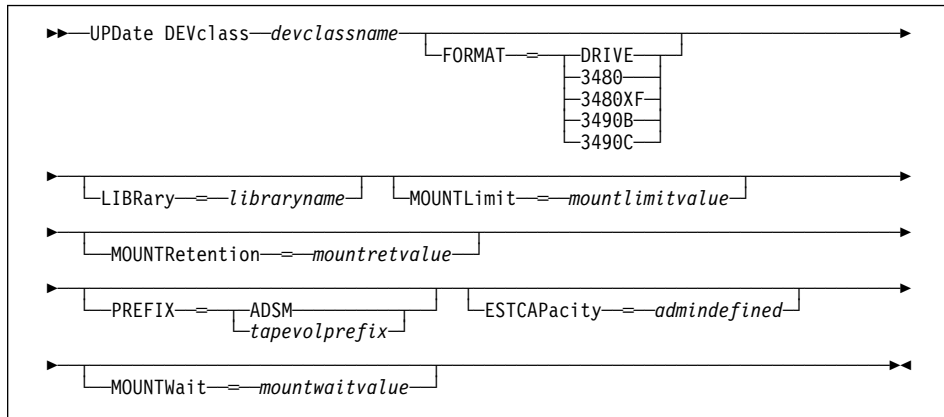 UPDate DEVclass devclassname
FORMAT = DRIVE
3480
3480XF
3490B
3490C
LIBRary = libraryname MOUNTLimit = mountlimitvalue
MOUNTRetention = mountretvalue
PREFIX = ADSM ESTCAPacity = admindefined
tapevolprefix
MOUNTWait = mountwaitvalue